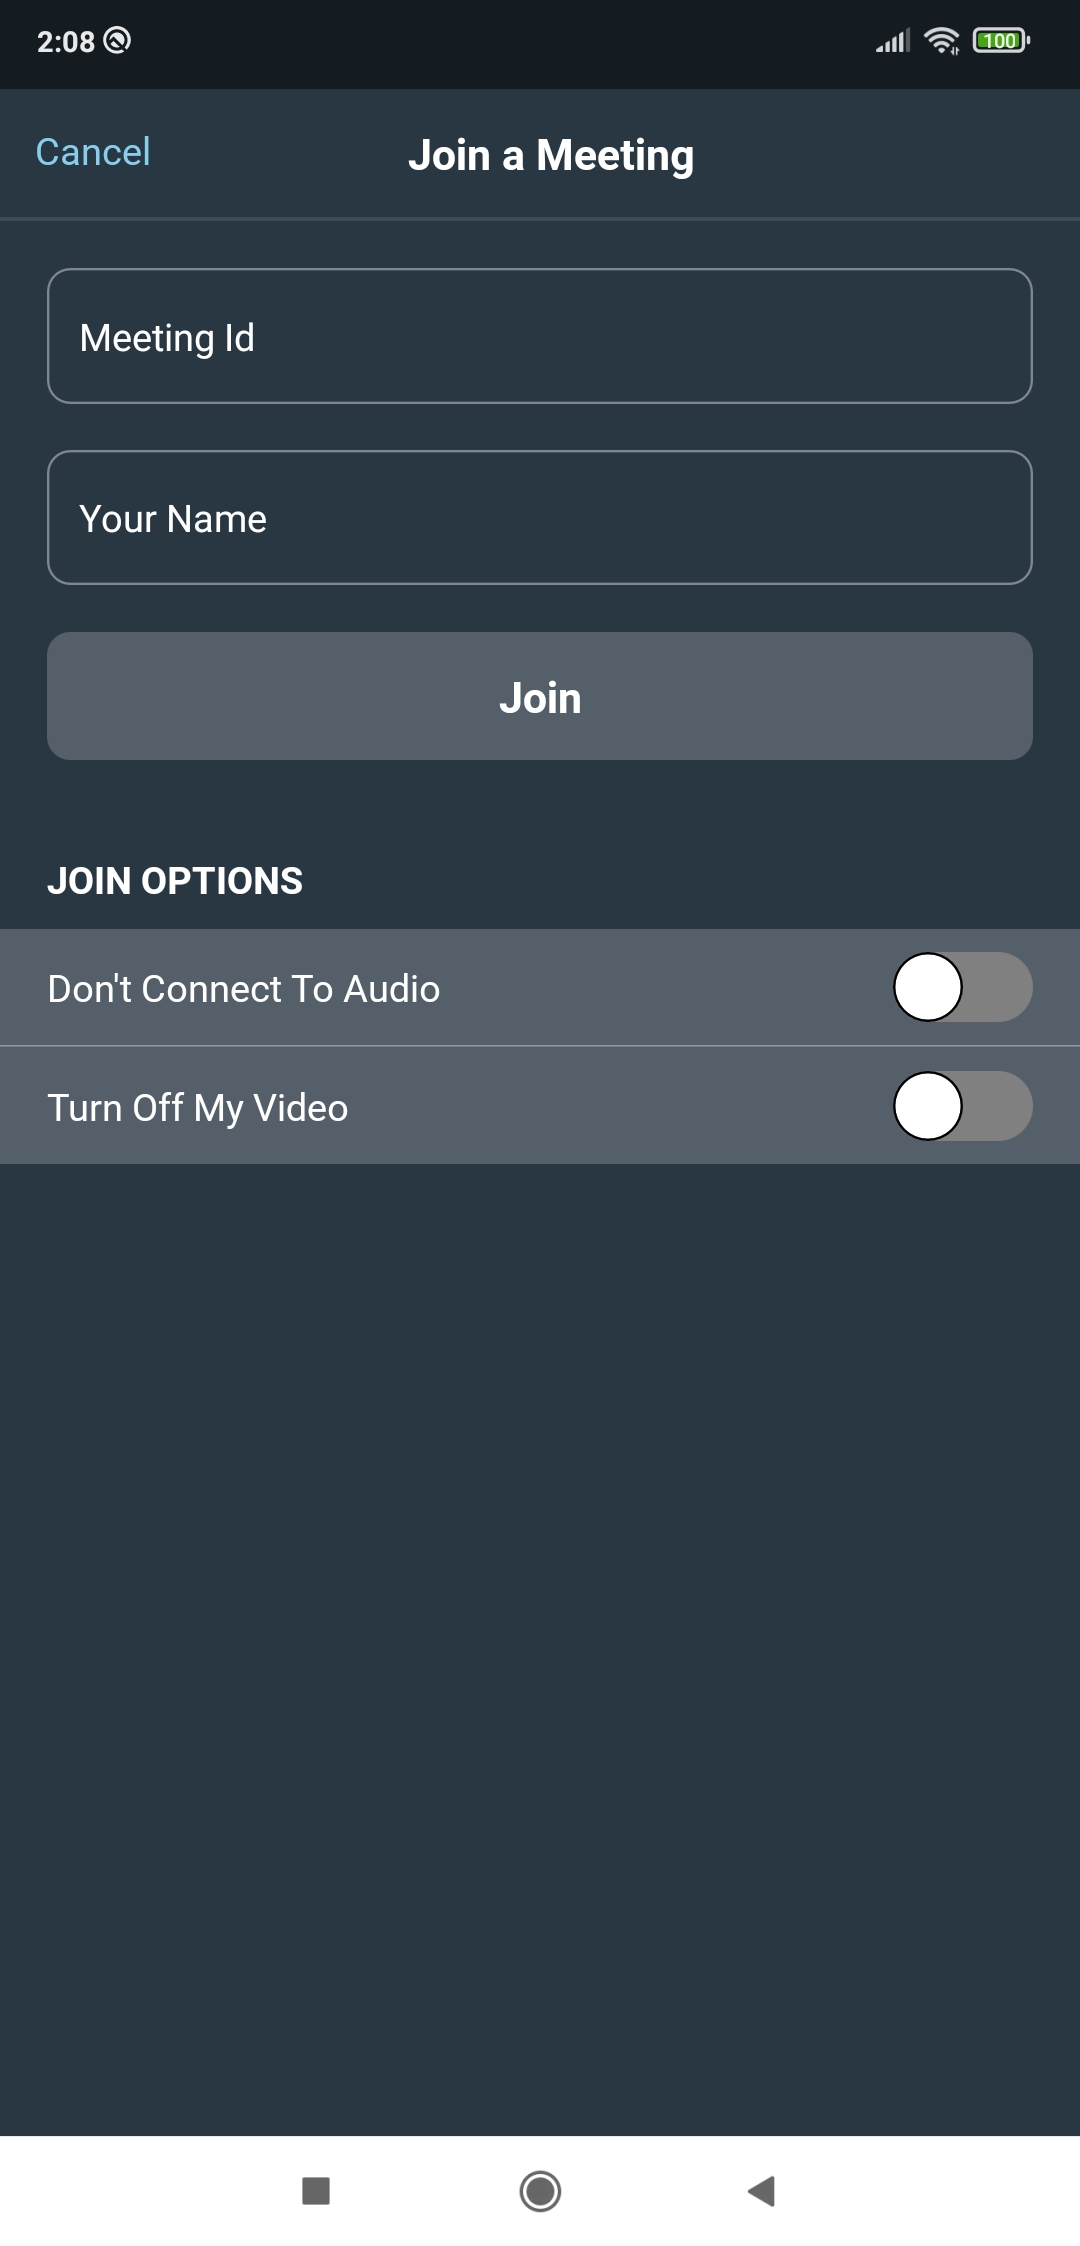 2:08
100
Cancel
Join a Meeting
Meeting Id
Your Name
Join
JOIN OPTIONS
Don't Connect To Audio
Turn Off My Video